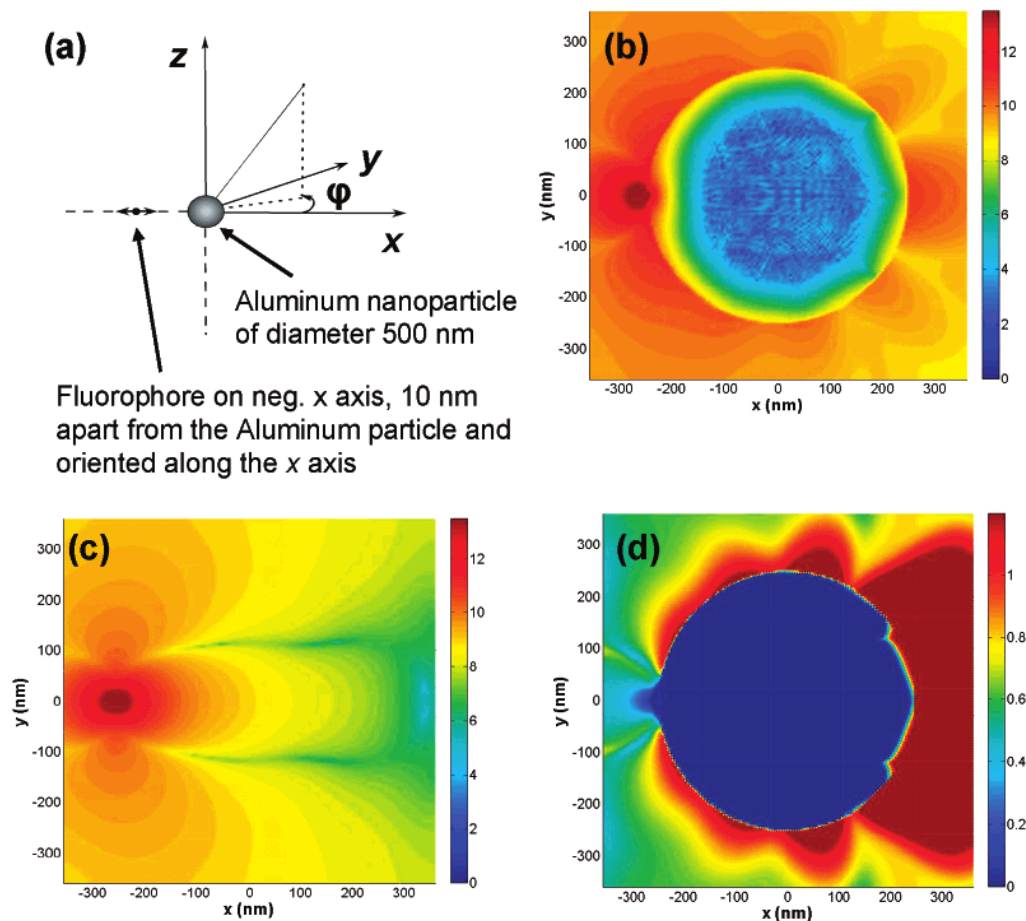 (a)
z
y
φ
x
Aluminum nanoparticle
of diameter 500 nm
Fluorophore on neg. x axis, 10 nm
apart from the Aluminum particle and
oriented along the x axis
(b)
300
200
100
0
-100
-200
-300
y (nm)
-300 -200 -100 0 100 200 300
x (nm)
12
10
8
6
4
2
0
(c)
300
200
100
0
-100
-200
-300
y (nm)
-300 -200 -100 0 100 200 300
x (nm)
12
10
8
6
4
2
0
(d)
300
200
100
0
-100
-200
-300
y (nm)
-300 -200 -100 0 100 200 300
x (nm)
1
0.8
0.6
0.4
0.2
0